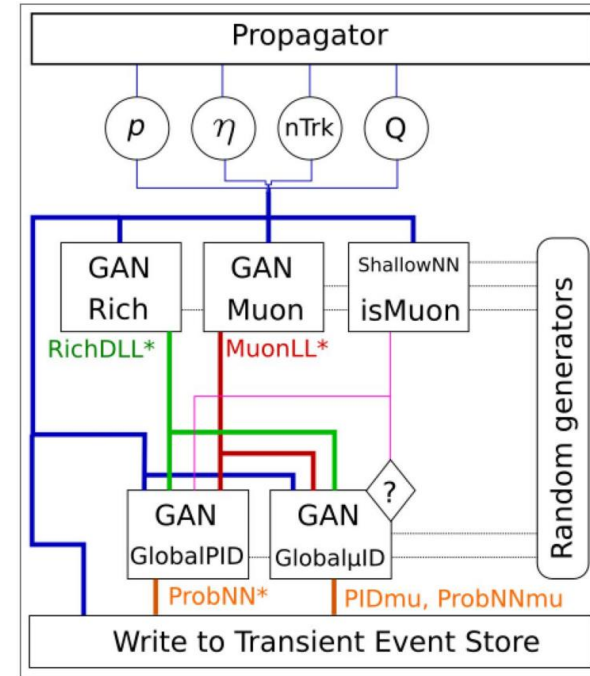 Propagator
p
η
nTrk
Q
GAN
Rich
GAN
Muon
ShallowNN
isMuon
RichDLL*
MuonLL*
Random generators
?
GAN
GlobalPID
GAN
GlobalμID
ProbNN*
PIDmu, ProbNNmu
Write to Transient Event Store